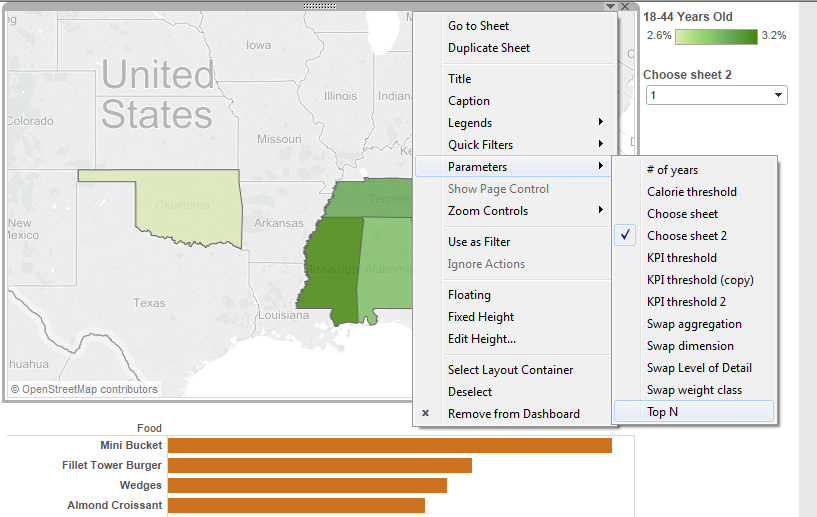 Iowa
United
States
Illinois
Indian
Colorado
Missouri
Ke
Oklahoma
Tennes
New
Mexico
Arkansas
Mississippi
Alabama
Texas
Louisiana
huahua
© OpenStreetMap contributors
Go to Sheet
Duplicate Sheet
Title
Caption
Legends
Quick Filters
Parameters
Show Page Control
Zoom Controls
Use as Filter
Ignore Actions
Floating
Fixed Height
Edit Height...
Select Layout Container
Deselect
x Remove from Dashboard
# of years
Calorie threshold
Choose sheet
✓ Choose sheet 2
KPI threshold
KPI threshold (copy)
KPI threshold 2
Swap aggregation
Swap dimension
Swap Level of Detail
Swap weight class
Top N
18-44 Years Old
2.6% 3.2%
Choose sheet 2
1
Food
Mini Bucket
Fillet Tower Burger
Wedges
Almond Croissant